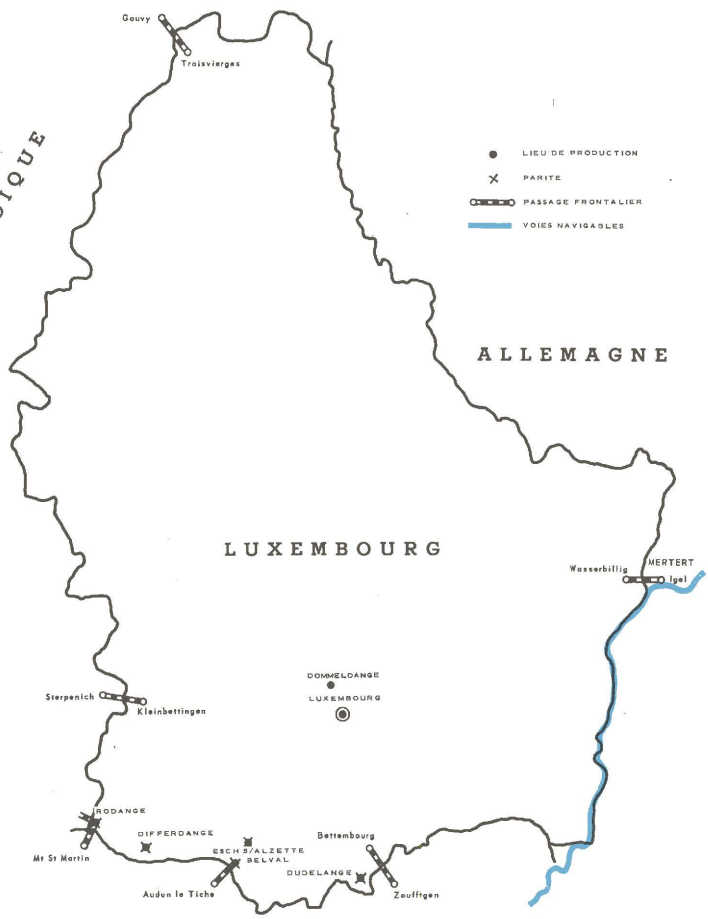 Gouvy
Troisvierges
LIEU DE PRODUCTION
PARITE
PASSAGE FRONTALIER
VOIES NAVIGABLES
ALLEMAGNE
LUXEMBOURG
Wasserbillig
MERTERT
Igel
DOMMELDANGE
LUXEMBOURG
Sterpenich
Kleinbettingen
RODANGE
DIFFERDANGE
Mt St Martin
ESCH S/ALZETTE
BELVAL
Bettembourg
DUDELANGE
Audun le Tiche
Zoufftgen